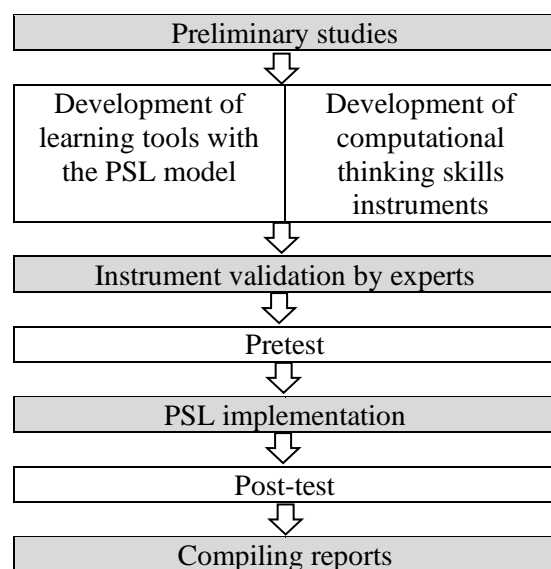 Preliminary studies
Development of
learning tools with
the PSL model
Development of
computational
thinking skills
instruments
Instrument validation by experts
Pretest
PSL implementation
Post-test
Compiling reports